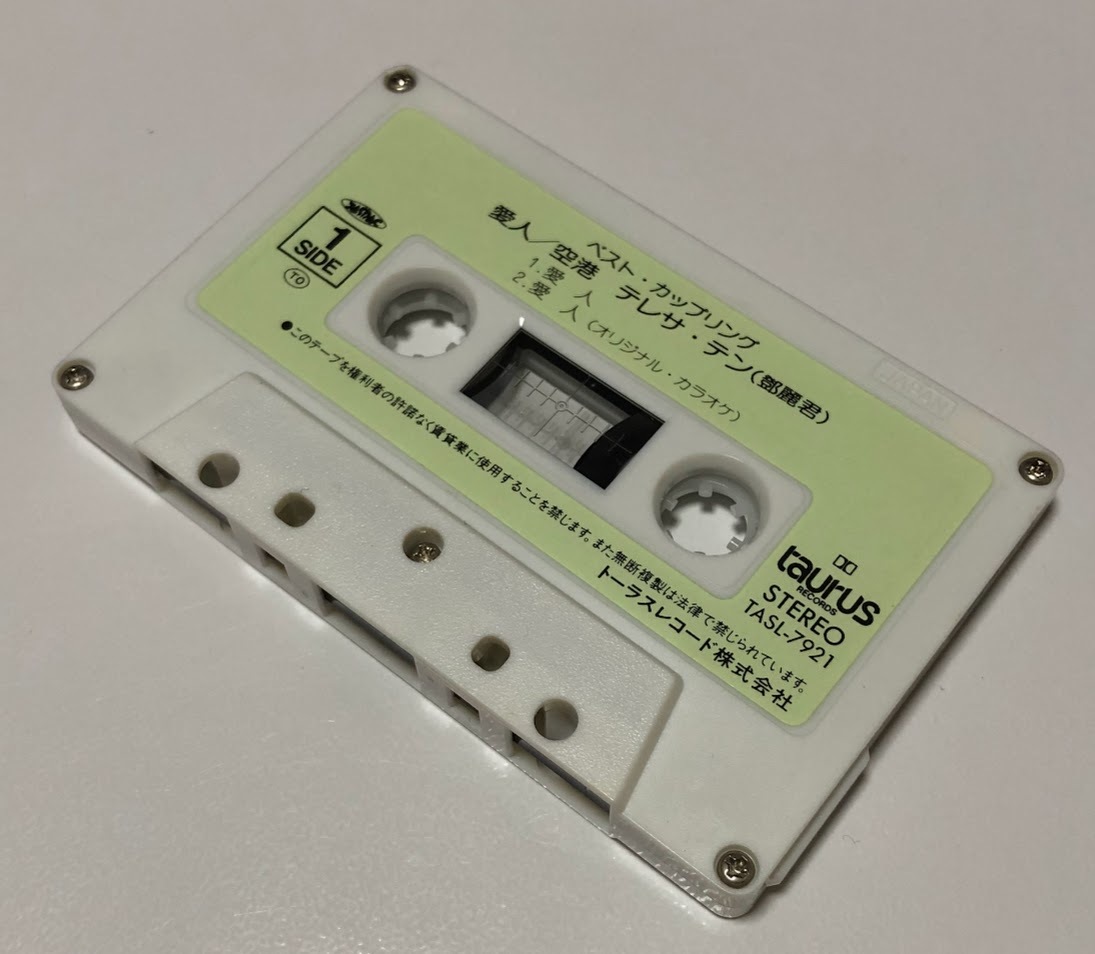 ベスト・カップリング
愛人/空港 テレサ・テン(鄧麗君)
1.愛 人
2.愛 人(オリジナル・カラオケ)
1
SIDE
TO
JAPAN
taurus
RECORDS
STEREO
TASL-7921
●このテープを権利者の許諾なく賃貸業に使用することを禁じます。また無断複製は法律で禁じられています。
トーラスレコード株式会社